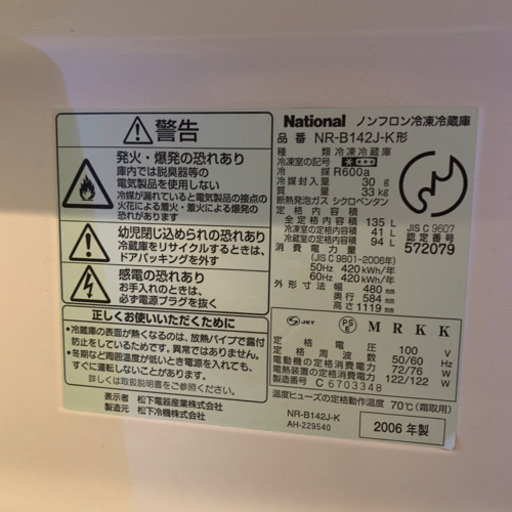 警告
発火・爆発の恐れあり
庫内では脱臭器等の
電気製品を使用しない
冷媒が漏れていると電気製品の接点の
火花による着火・着火による爆発の
恐れあり
幼児閉じ込められの恐れあり
冷蔵庫をリサイクルするときは、
ドアパッキングを外す
感電の恐れあり
お手入れのときは、
必ず電源プラグを抜く
正しくお使いいただくために
●冷蔵庫の表面が熱くなるのは、放熱パイプで露付
防止をしているためです。異常ではありません。
●冬期など周囲温度が低いとき電源を入れても、
すぐに運転しないことがあります。
詳しくは取扱説明書をごらんください。
表示者 松下電器産業株式会社
製造元 松下冷機株式会社
National ノンフロン冷凍冷蔵庫
品番 NR-B142J-K形
種類 冷凍冷蔵庫
冷凍室の記号
冷媒 R600a
冷媒封入量 30 g
質量 33 kg
断熱発泡ガス シクロペンタン
定格内容積
全定格内容積 135 L
冷凍室の定格内容積 41 L
冷蔵室の定格内容積 94 L
消費電力量
(JIS C 9801-2006年)
50Hz 420 kWh/年
60Hz 420 kWh/年
外形寸法 幅 480 mm
奥行 584 mm
高さ 1119 mm
JIS C 9607
認定番号
572079
JET
PS
E
MRKK
定格電圧 100 V
定格周波数 50/60 Hz
電動機の定格消費電力 72/76 W
電熱装置の定格消費電力 122/122 W
製造番号 C 6703348
温度ヒューズの定格動作温度 70℃(霜取用)
NR-B142J-K
AH-229540
2006 年製